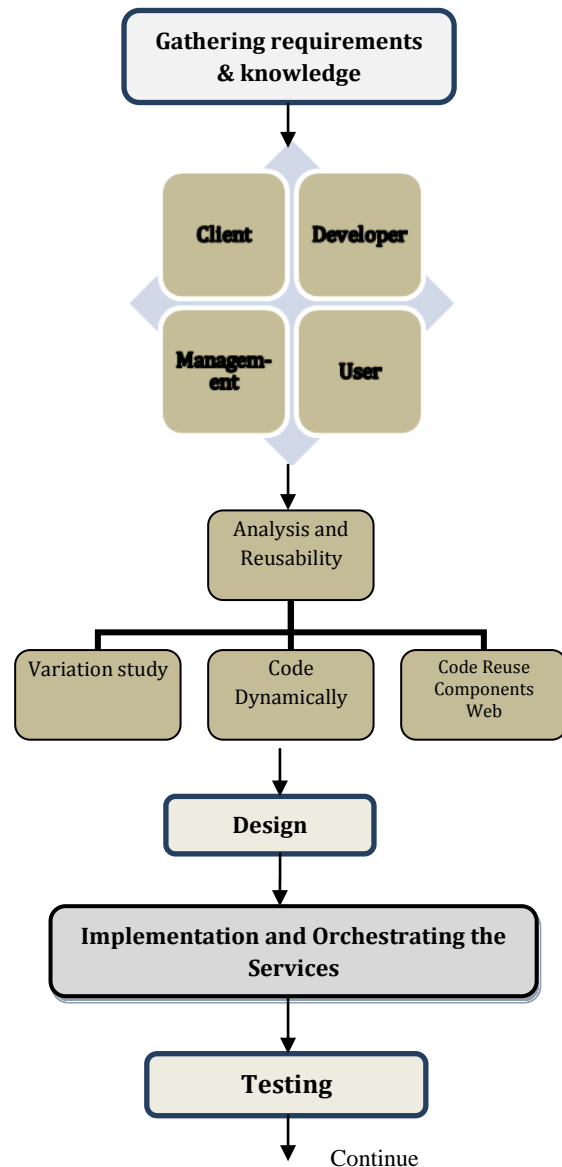 Gathering requirements
& knowledge
Client
Developer
Managem-
ent
User
Analysis and
Reusability
Variation study
Code
Dynamically
Code Reuse
Components
Web
Design
Implementation and Orchestrating the
Services
Testing
Continue